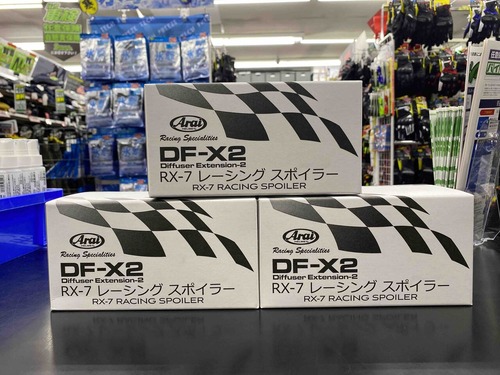 Arai
Racing Specialities
DF-X2
Diffuser Extension-2
RX-7 レーシング スポイラー
RX-7 RACING SPOILER
Arai
Racing Specialities
DF-X2
Diffuser Extension-2
RX-7 レーシング スポイラー
RX-7 RACING SPOILER
Arai
Racing Specialities
DF-X2
Diffuser Extension-2
RX-7 レーシング スポイラー
RX-7 RACING SPOILER